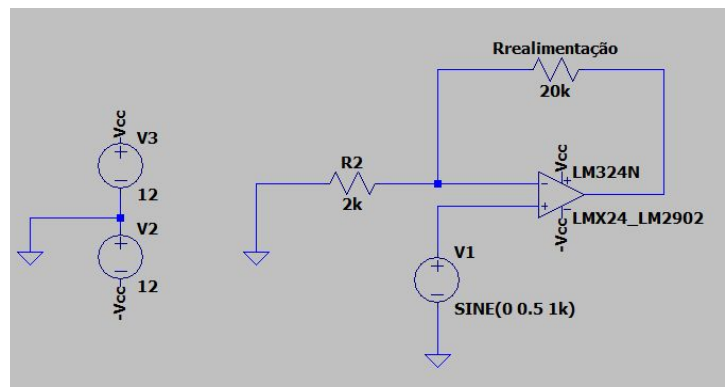 Rrealimentação
20k
Vcc
V3
12
V2
12
-Vcc
R2
2k
Vcc
LM324N
LMX24_LM2902
-Vcc
V1
SINE(0 0.5 1k)